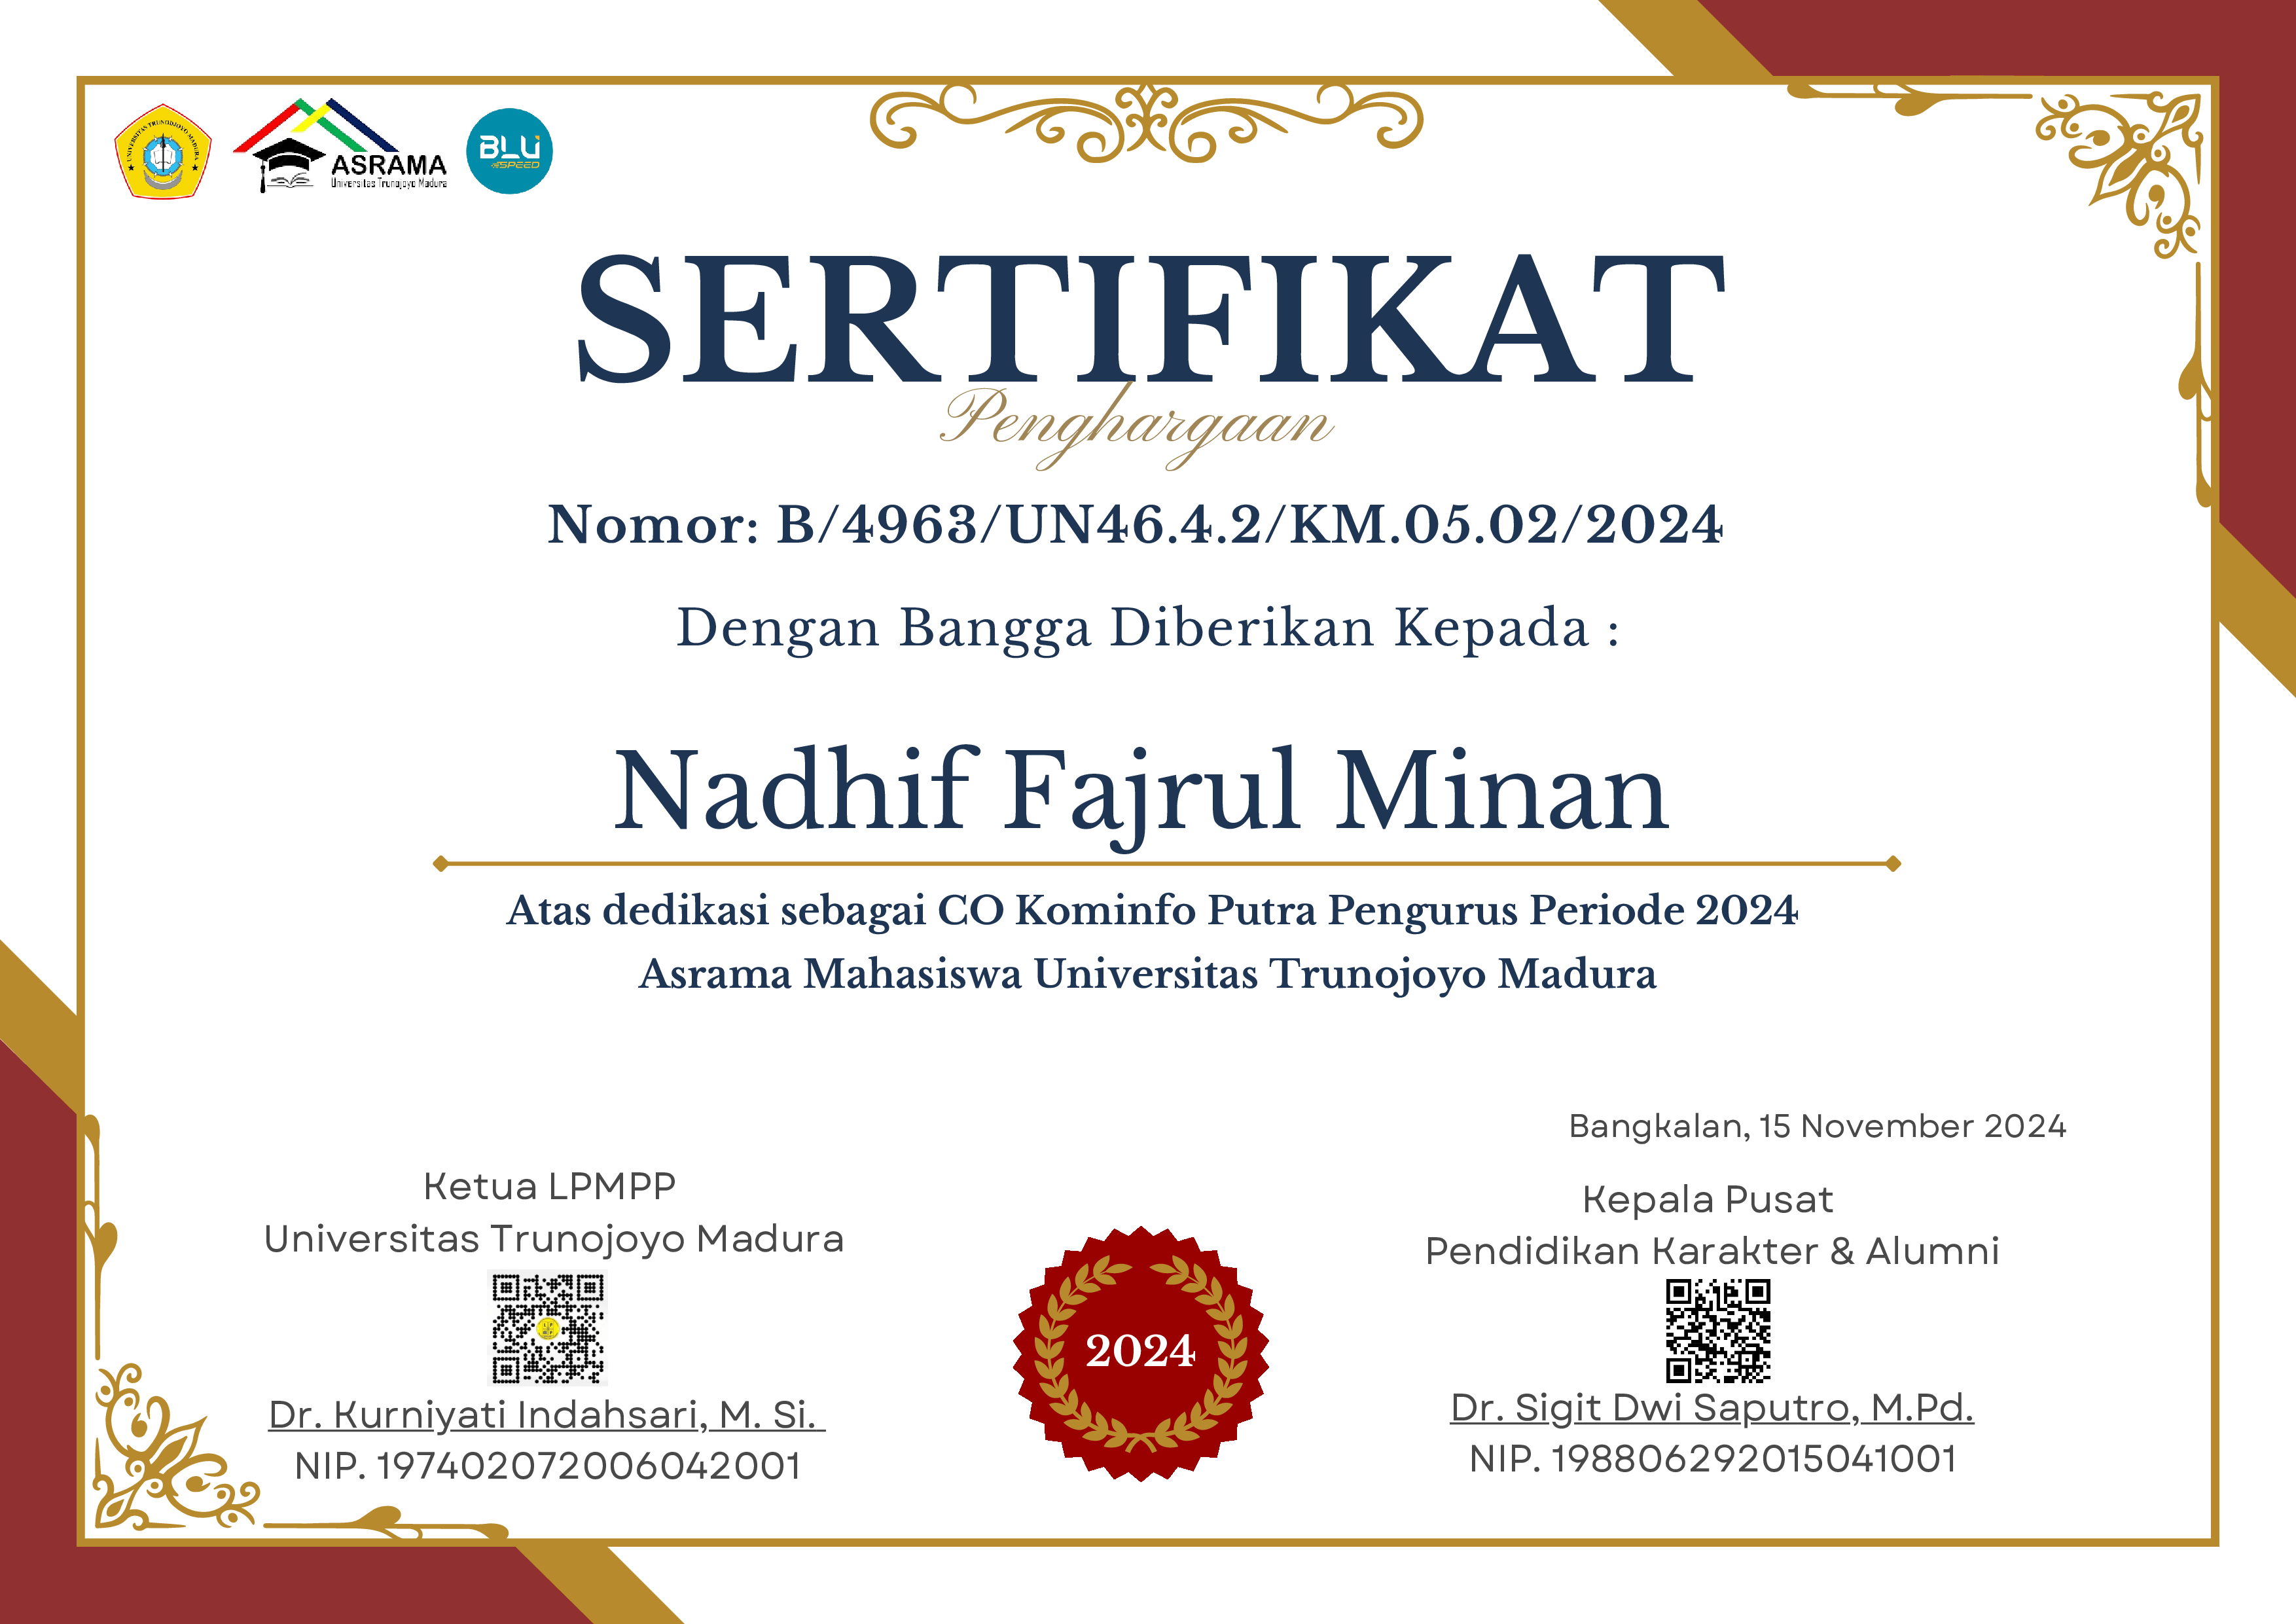 UNIVERSITAS TRUNODJOYO MADURA
ASRAMA
Universitas Trunojoyo Madura
BLU
SPEED
SERTIFIKAT
Penghargaan
Nomor: B/4963/UN46.4.2/KM.05.02/2024
Dengan Bangga Diberikan Kepada :
Nadhif Fajrul Minan
Atas dedikasi sebagai CO Kominfo Putra Pengurus Periode 2024
Asrama Mahasiswa Universitas Trunojoyo Madura
Bangkalan, 15 November 2024
Ketua LPMPP
Universitas Trunojoyo Madura
Dr. Kurniyati Indahsari, M. Si.
NIP. 197402072006042001
2024
Kepala Pusat
Pendidikan Karakter & Alumni
Dr. Sigit Dwi Saputro, M.Pd.
NIP. 198806292015041001